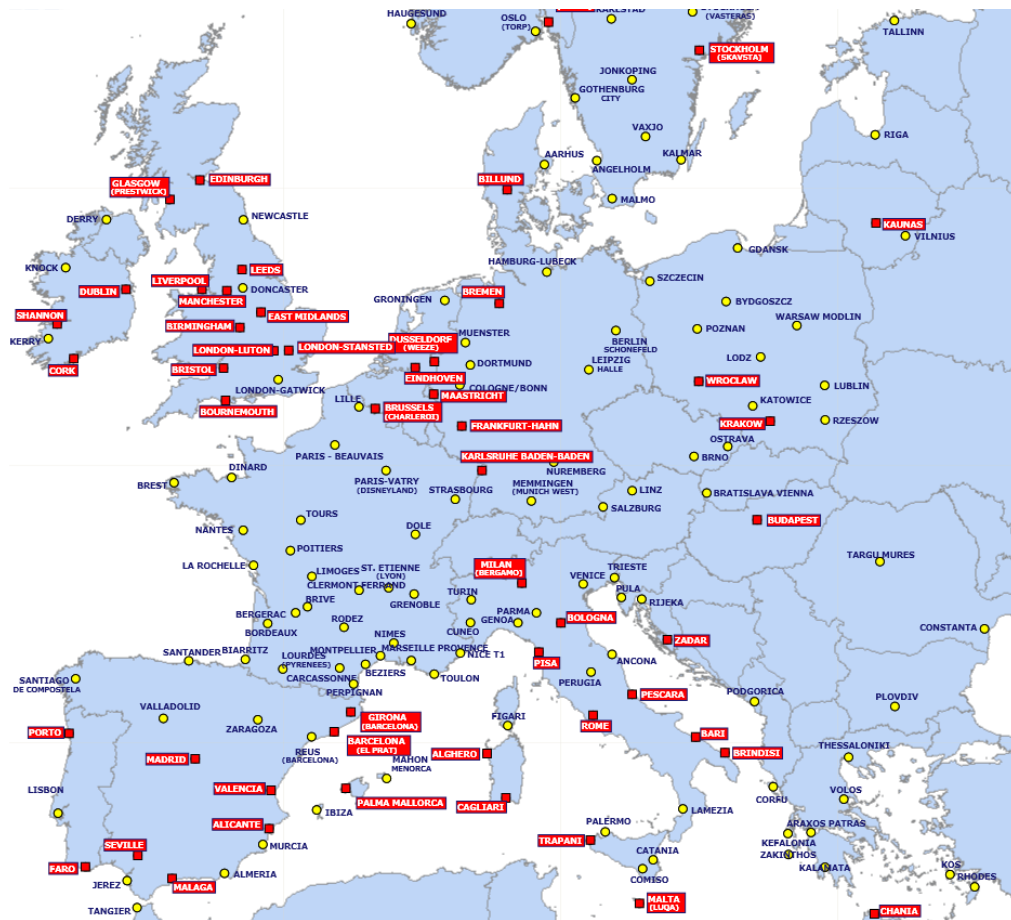 HAUGESUND
OSLO
(TORP)
KARLSTAD
(VASTERAS)
TALLINN
STOCKHOLM
(SKAVSTA)
JONKOPING
GOTHENBURG
CITY
VAXJO
RIGA
AARHUS
ANGELHOLM
KALMAR
EDINBURGH
GLASGOW
(PRESTWICK)
BILLUND
MALMO
DERRY
NEWCASTLE
KAUNAS
VILNIUS
GDANSK
KNOCK
LEEDS
HAMBURG-LUBECK
SZCZECIN
LIVERPOOL
DUBLIN
DONCASTER
MANCHESTER
GRONINGEN
BREMEN
BYDGOSZCZ
SHANNON
EAST MIDLANDS
BIRMINGHAM
WARSAW MODLIN
KERRY
MUENSTER
DUSSELDORF
(WEEZE)
BERLIN
SCHONEFELD
POZNAN
LONDON-LUTON
LONDON-STANSTED
CORK
BRISTOL
DORTMUND
LEIPZIG
HALLE
LODZ
EINDHOVEN
WROCLAW
LONDON-GATWICK
COLOGNE/BONN
LUBLIN
MAASTRICHT
BOURNEMOUTH
LILLE
BRUSSELS
(CHARLEROI)
KATOWICE
KRAKOW
RZESZOW
FRANKFURT-HAHN
OSTRAVA
PARIS - BEAUVAIS
KARLSRUHE BADEN-BADEN
BRNO
DINARD
PARIS-VATRY
(DISNEYLAND)
NUREMBERG
BREST
MEMMINGEN
(MUNICH WEST)
STRASBOURG
LINZ
BRATISLAVA VIENNA
SALZBURG
TOURS
BUDAPEST
NANTES
DOLE
POITIERS
TARGU MURES
LA ROCHELLE
LIMOGES
ST. ETIENNE
(LYON)
MILAN
(BERGAMO)
TRIESTE
VENICE
CLERMONT FERRAND
GRENOBLE
TURIN
PULA
RIJEKA
BRIVE
BERGERAC
PARMA
GENOA
BOLOGNA
BORDEAUX
RODEZ
CUNEO
CONSTANTA
ZADAR
NIMES
MONTPELLIER
MARSEILLE PROVENCE
NICE T1
SANTANDER
BIARRITZ
LOURDES
(PYRENEES)
PISA
ANCONA
CARCASSONNE
BEZIERS
TOULON
PERUGIA
SANTIAGO
DE COMPOSTELA
PERPIGNAN
PESCARA
PODGORICA
PLOVDIV
VALLADOLID
ZARAGOZA
GIRONA
(BARCELONA)
FIGARI
ROME
PORTO
BARCELONA
(EL PRAT)
REUS
(BARCELONA)
BARI
BRINDISI
MADRID
ALGHERO
THESSALONIKI
MAHON
MENORCA
VALENCIA
PALMA MALLORCA
CAGLIARI
CORFU
VOLOS
LISBON
IBIZA
LAMEZIA
ALICANTE
PALERMO
ARAXOS PATRAS
KEFALONIA
SEVILLE
MURCIA
TRAPANI
ZAKINTHOS
CATANIA
FARO
KALAMATA
KOS
JEREZ
MALAGA
ALMERIA
COMISO
RHODES
TANGIER
MALTA
(LUQA)
CHANIA